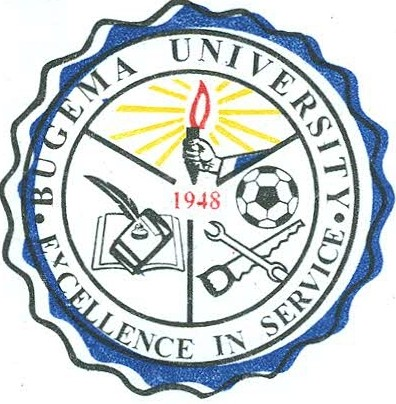 BUGEMA UNIVERSITY
1948
EXCELLENCE IN SERVICE